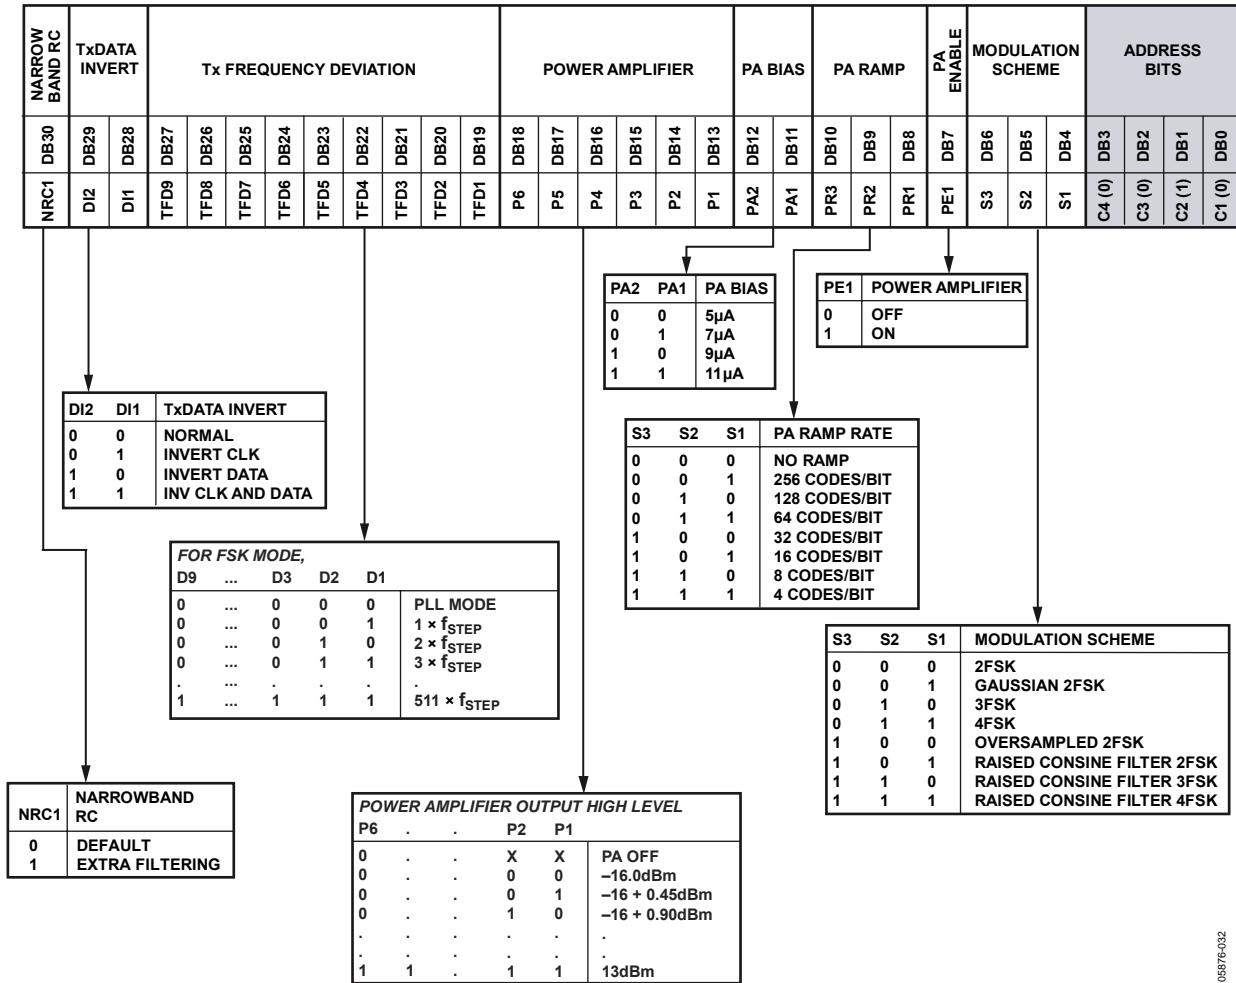 NARROW BAND RC
TxDATA INVERT
Tx FREQUENCY DEVIATION
POWER AMPLIFIER
PA BIAS
PA RAMP
PA ENABLE
MODULATION SCHEME
ADDRESS BITS
DB30 DB29 DB28 DB27 DB26 DB25 DB24 DB23 DB22 DB21 DB20 DB19 DB18 DB17 DB16 DB15 DB14 DB13 DB12 DB11 DB10 DB9 DB8 DB7 DB6 DB5 DB4 DB3 DB2 DB1 DB0
NRC1 DI2 DI1 TFD9 TFD8 TFD7 TFD6 TFD5 TFD4 TFD3 TFD2 TFD1 P6 P5 P4 P3 P2 P1 PA2 PA1 PR3 PR2 PR1 PE1 S3 S2 S1 C4 (0) C3 (0) C2 (1) C1 (0)
PA2 PA1 PA BIAS
0 0 5µA
0 1 7µA
1 0 9µA
1 1 11µA
PE1 POWER AMPLIFIER
0 OFF
1 ON
DI2 DI1 TxDATA INVERT
0 0 NORMAL
0 1 INVERT CLK
1 0 INVERT DATA
1 1 INV CLK AND DATA
S3 S2 S1 PA RAMP RATE
0 0 0 NO RAMP
0 0 1 256 CODES/BIT
0 1 0 128 CODES/BIT
0 1 1 64 CODES/BIT
1 0 0 32 CODES/BIT
1 0 1 16 CODES/BIT
1 1 0 8 CODES/BIT
1 1 1 4 CODES/BIT
FOR FSK MODE,
D9 ... D3 D2 D1
0 ... 0 0 0 PLL MODE
0 ... 0 0 1 1 × fSTEP
0 ... 0 1 0 2 × fSTEP
0 ... 0 1 1 3 × fSTEP
. ... . . . .
1 ... 1 1 1 511 × fSTEP
S3 S2 S1 MODULATION SCHEME
0 0 0 2FSK
0 0 1 GAUSSIAN 2FSK
0 1 0 3FSK
0 1 1 4FSK
1 0 0 OVERSAMPLED 2FSK
1 0 1 RAISED CONSINE FILTER 2FSK
1 1 0 RAISED CONSINE FILTER 3FSK
1 1 1 RAISED CONSINE FILTER 4FSK
NRC1 NARROWBAND RC
0 DEFAULT
1 EXTRA FILTERING
POWER AMPLIFIER OUTPUT HIGH LEVEL
P6 . . P2 P1
0 . . X X PA OFF
0 . . 0 0 –16.0dBm
0 . . 0 1 –16 + 0.45dBm
0 . . 1 0 –16 + 0.90dBm
. . . . . .
. . . . . .
1 1 . 1 1 13dBm
05876-032